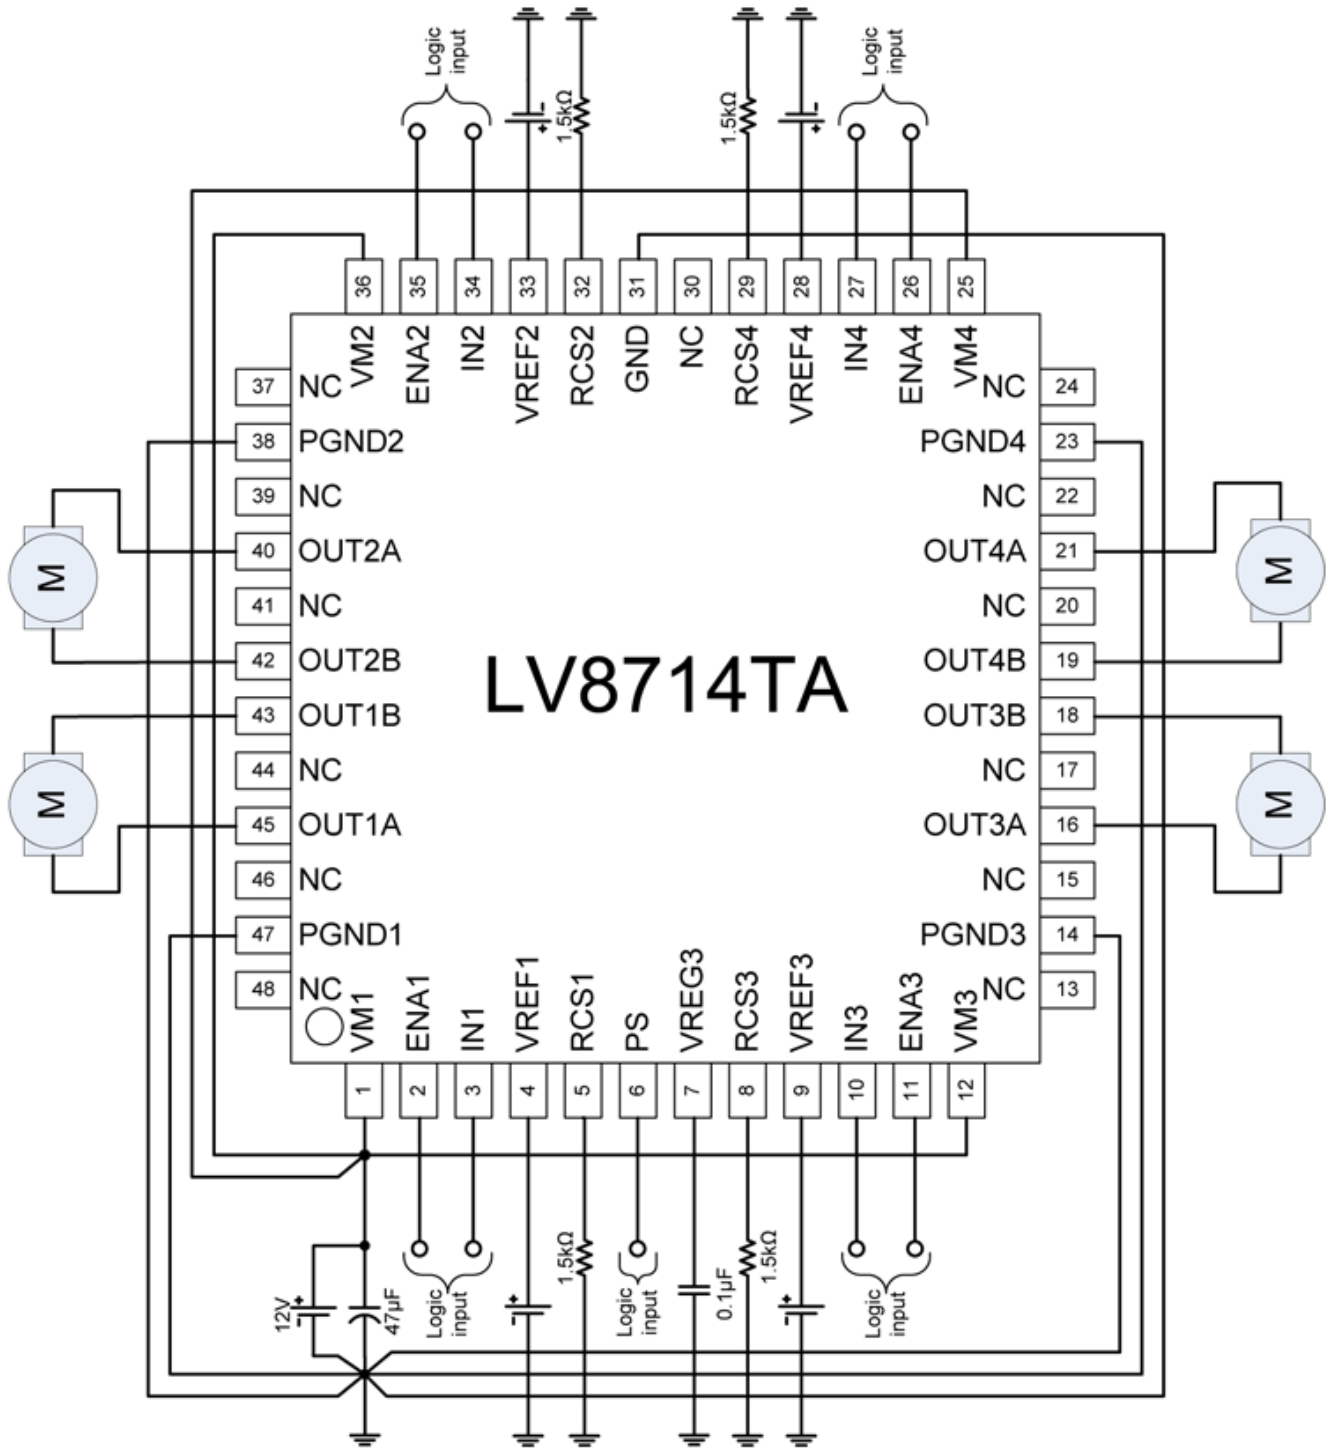 Logic
input
- +
1.5kΩ
1.5kΩ
- +
Logic
input
36
35
34
33
32
31
30
29
28
27
26
25
VM2
ENA2
IN2
VREF2
RCS2
GND
NC
RCS4
VREF4
IN4
ENA4
VM4
37 NC
NC 24
38 PGND2
PGND4 23
39 NC
NC 22
40 OUT2A
OUT4A 21
M
M
41 NC
NC 20
42 OUT2B
OUT4B 19
LV8714TA
43 OUT1B
OUT3B 18
44 NC
NC 17
M
M
45 OUT1A
OUT3A 16
46 NC
NC 15
47 PGND1
PGND3 14
48 NC
NC 13
VM1
ENA1
IN1
VREF1
RCS1
PS
VREG3
RCS3
VREF3
IN3
ENA3
VM3
1
2
3
4
5
6
7
8
9
10
11
12
12V
- +
47µF
Logic
input
- +
1.5kΩ
Logic
input
0.1µF
1.5kΩ
- +
Logic
input